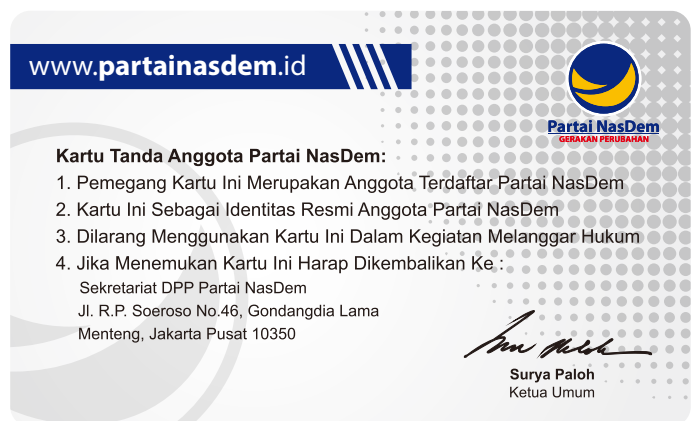 www.partainasdem.id
Partai NasDem
GERAKAN PERUBAHAN
Kartu Tanda Anggota Partai NasDem:
1. Pemegang Kartu Ini Merupakan Anggota Terdaftar Partai NasDem
2. Kartu Ini Sebagai Identitas Resmi Anggota Partai NasDem
3. Dilarang Menggunakan Kartu Ini Dalam Kegiatan Melanggar Hukum
4. Jika Menemukan Kartu Ini Harap Dikembalikan Ke :
Sekretariat DPP Partai NasDem
Jl. R.P. Soeroso No.46, Gondangdia Lama
Menteng, Jakarta Pusat 10350
Surya Paloh
Ketua Umum